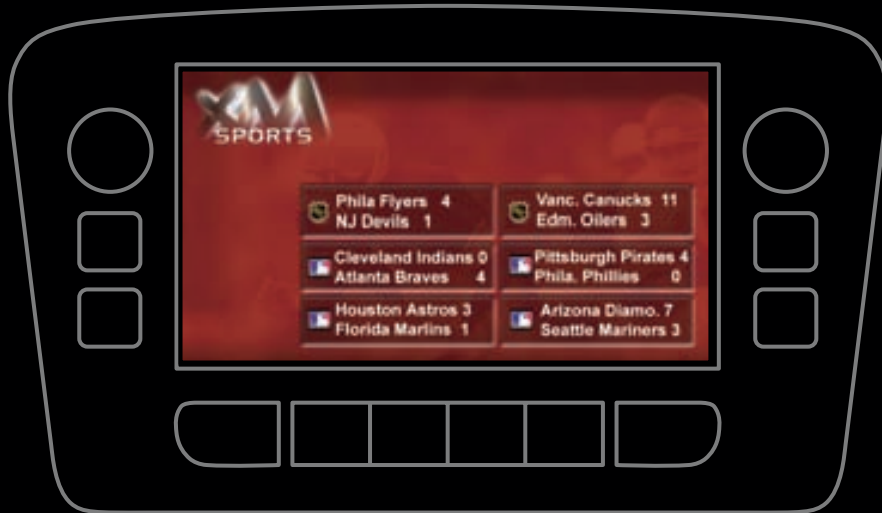 XM
SPORTS
Phila Flyers 4
NJ Devils 1
Vanc. Canucks 11
Edm. Oilers 3
Cleveland Indians 0
Atlanta Braves 4
Pittsburgh Pirates 4
Phila. Phillies 0
Houston Astros 3
Florida Marlins 1
Arizona Diamo. 7
Seattle Mariners 3